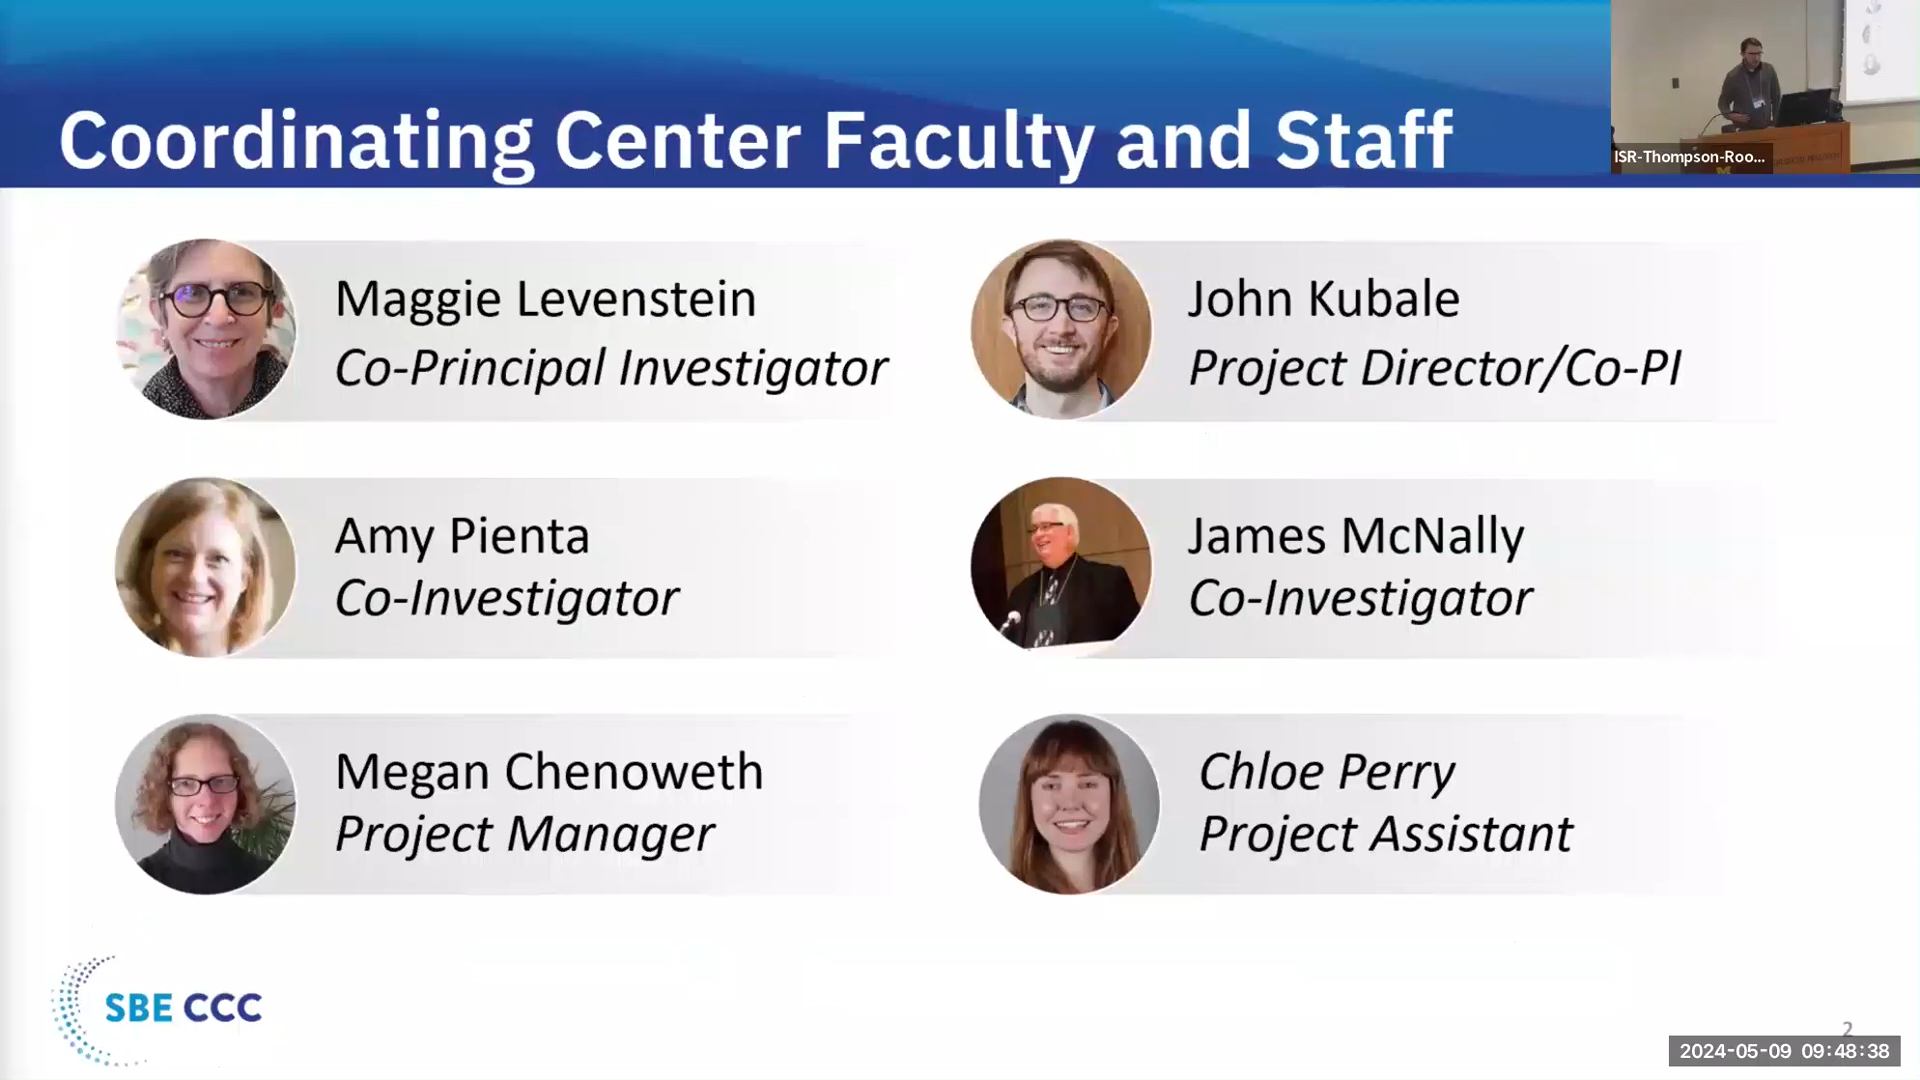 Coordinating Center Faculty and Staff
ISR-Thompson-Roo...
Maggie Levenstein
Co-Principal Investigator
John Kubale
Project Director/Co-PI
Amy Pienta
Co-Investigator
James McNally
Co-Investigator
Megan Chenoweth
Project Manager
Chloe Perry
Project Assistant
SBE CCC
2
2024-05-09 09:48:38